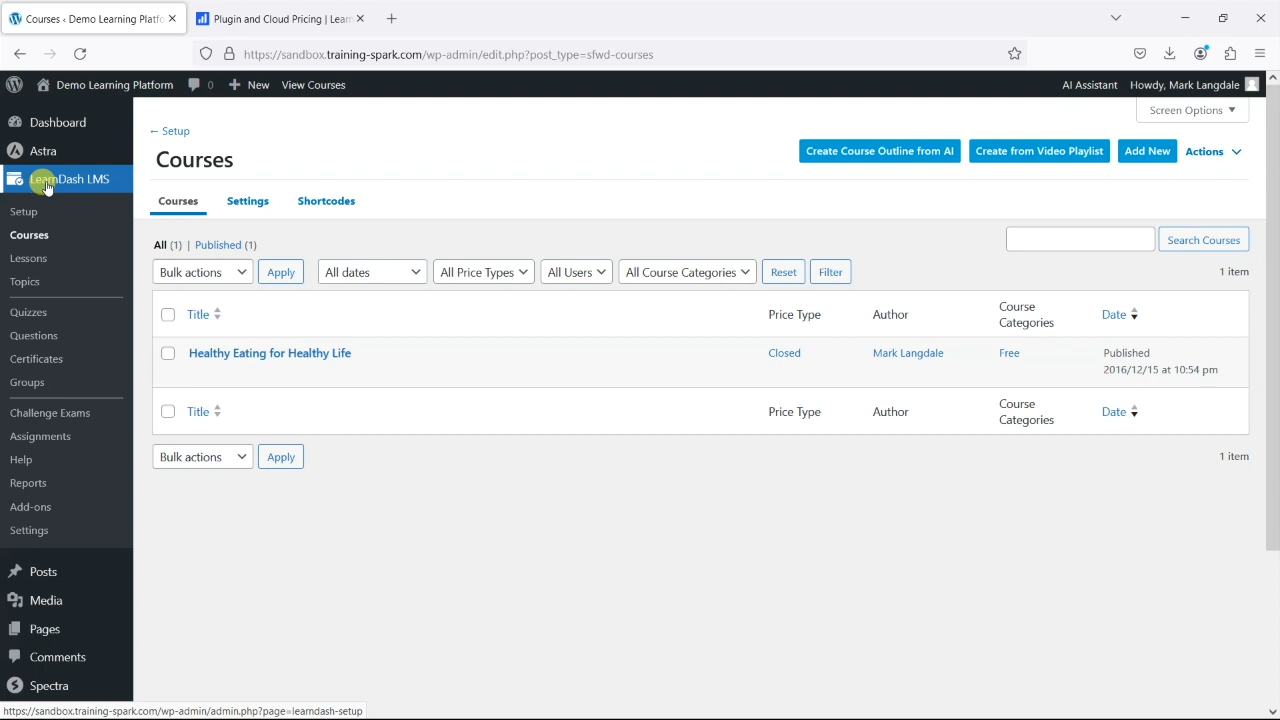 Courses ‹ Demo Learning Platfo
Plugin and Cloud Pricing | Lear
https://sandbox.training-spark.com/wp-admin/edit.php?post_type=sfwd-courses
Demo Learning Platform
0
New
View Courses
AI Assistant
Howdy, Mark Langdale
Dashboard
Astra
LearnDash LMS
Setup
Courses
Lessons
Topics
Quizzes
Questions
Certificates
Groups
Challenge Exams
Assignments
Help
Reports
Add-ons
Settings
Posts
Media
Pages
Comments
Spectra
Screen Options
← Setup
Courses
Create Course Outline from AI
Create from Video Playlist
Add New
Actions
Courses
Settings
Shortcodes
All (1) | Published (1)
Search Courses
Bulk actions
Apply
All dates
All Price Types
All Users
All Course Categories
Reset
Filter
1 item
Title
Price Type
Author
Course
Categories
Date
Healthy Eating for Healthy Life
Closed
Mark Langdale
Free
Published
2016/12/15 at 10:54 pm
Title
Price Type
Author
Course
Categories
Date
Bulk actions
Apply
1 item
https://sandbox.training-spark.com/wp-admin/admin.php?page=learndash-setup